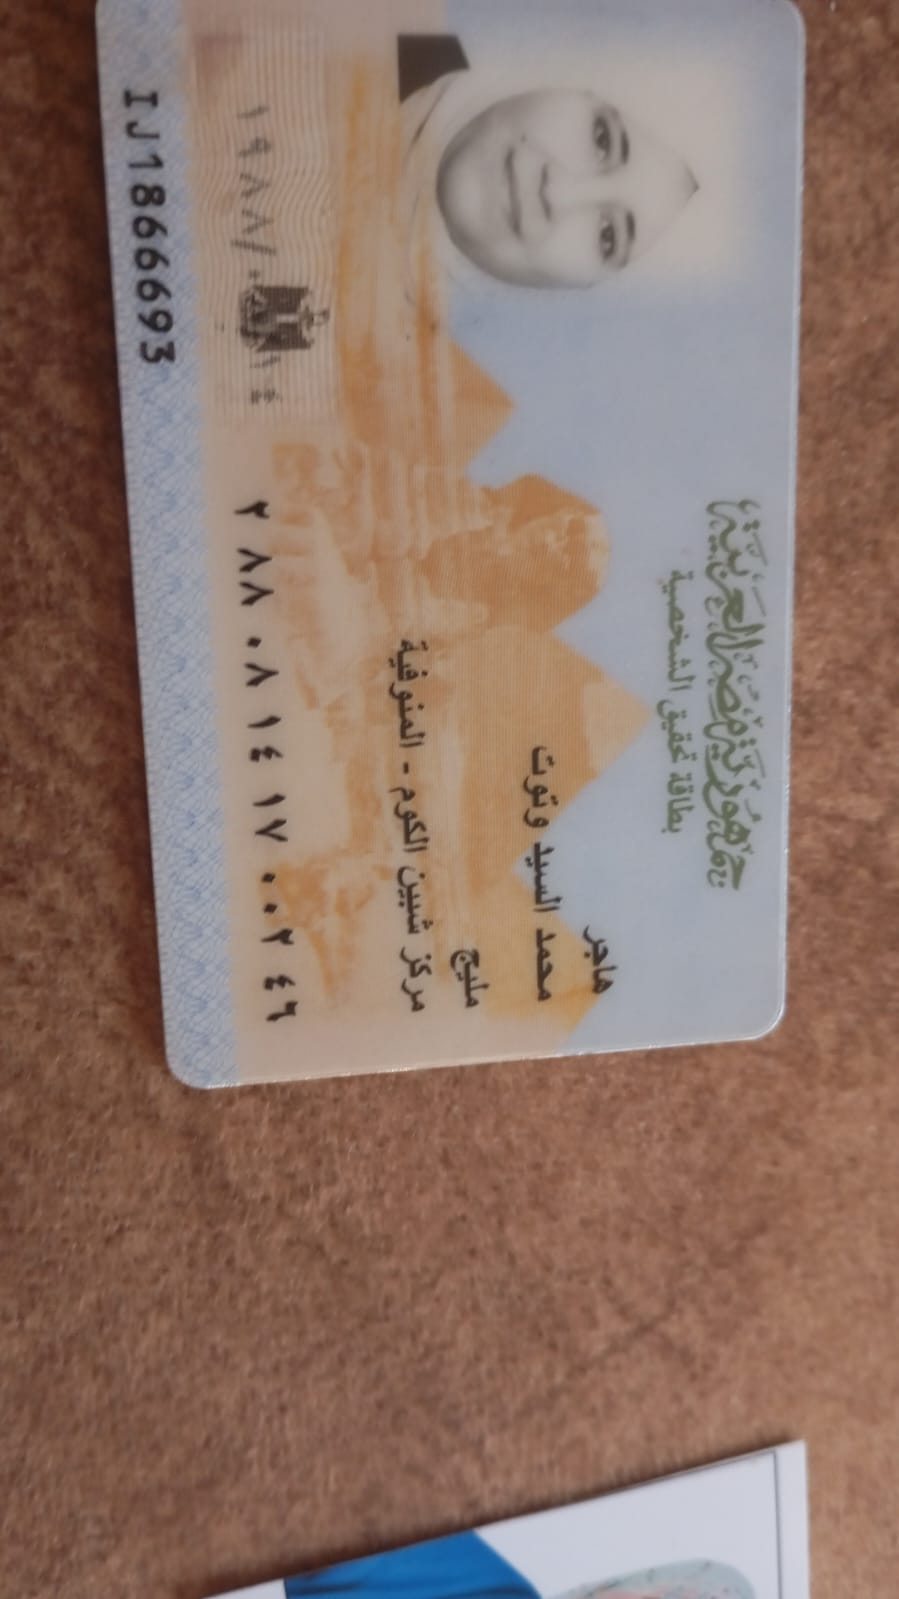 جمهورية مصر العربية
بطاقة تحقيق الشخصية
هاجر
محمد السيد وتوت
مليج
مركز شبين الكوم - المنوفية
٢ ٨٨ ٠٨ ١٤ ١٧ ٠٠٢ ٤٦
IJ1866693